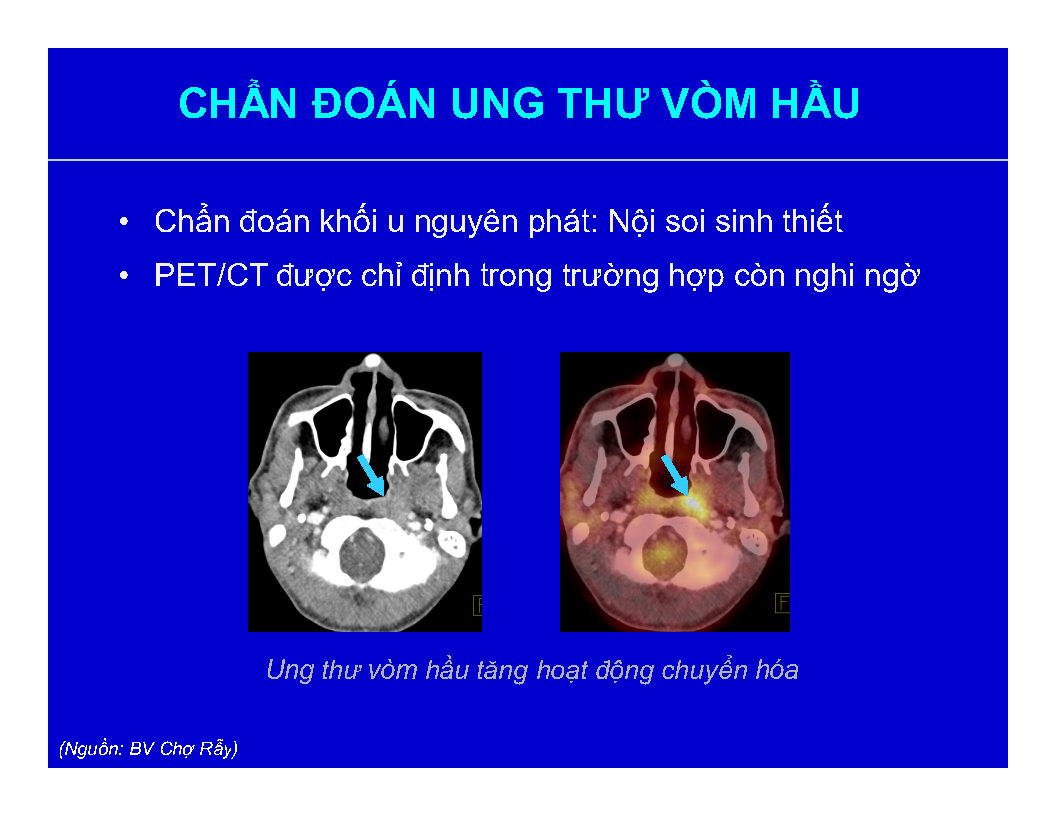 CHẨN ĐOÁN UNG THƯ VÒM HẦU
• Chẩn đoán khối u nguyên phát: Nội soi sinh thiết
• PET/CT được chỉ định trong trường hợp còn nghi ngờ
F
F
Ung thư vòm hầu tăng hoạt động chuyển hóa
(Nguồn: BV Chợ Rẫy)